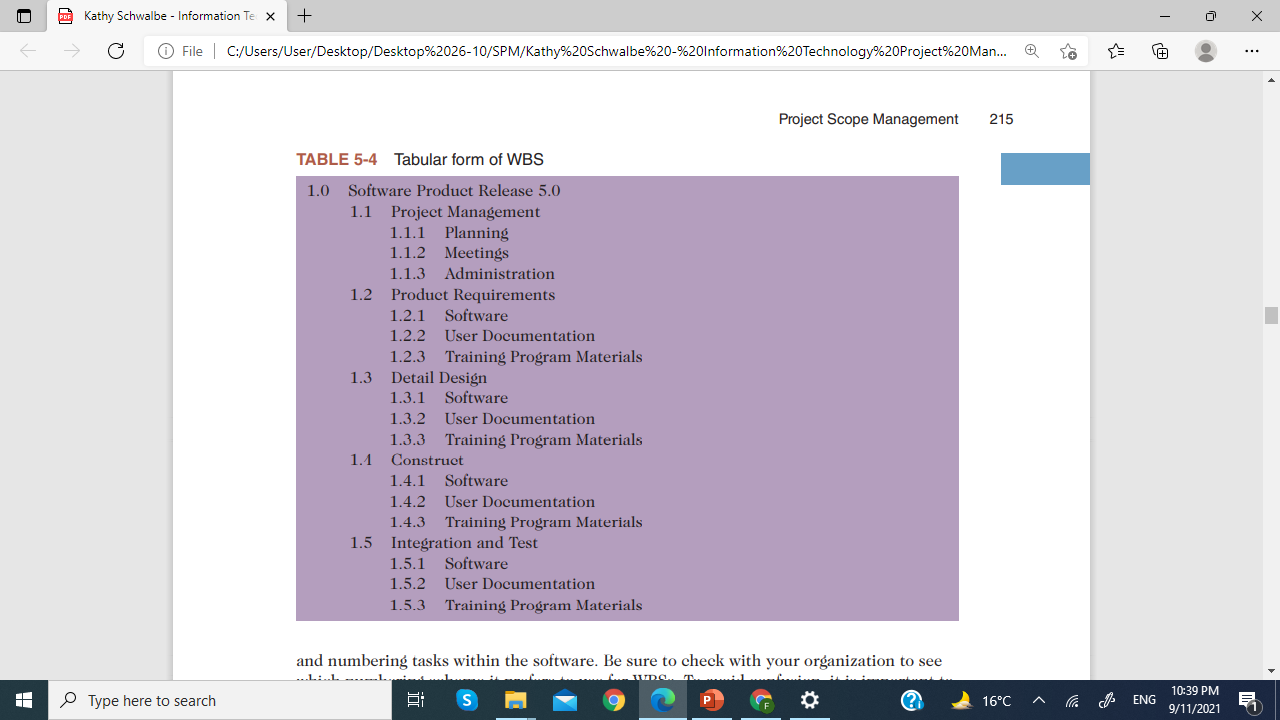 Kathy Schwalbe - Information Te
File
C:/Users/User/Desktop/Desktop%2026-10/SPM/Kathy%20Schwalbe%20-%20Information%20Technology%20Project%20Man...
Project Scope Management 215
TABLE 5-4 Tabular form of WBS
1.0 Software Product Release 5.0
1.1 Project Management
1.1.1 Planning
1.1.2 Meetings
1.1.3 Administration
1.2 Product Requirements
1.2.1 Software
1.2.2 User Documentation
1.2.3 Training Program Materials
1.3 Detail Design
1.3.1 Software
1.3.2 User Documentation
1.3.3 Training Program Materials
1.4 Construct
1.4.1 Software
1.4.2 User Documentation
1.4.3 Training Program Materials
1.5 Integration and Test
1.5.1 Software
1.5.2 User Documentation
1.5.3 Training Program Materials
and numbering tasks within the software. Be sure to check with your organization to see
Type here to search
16°C
ENG
10:39 PM
9/11/2021
1